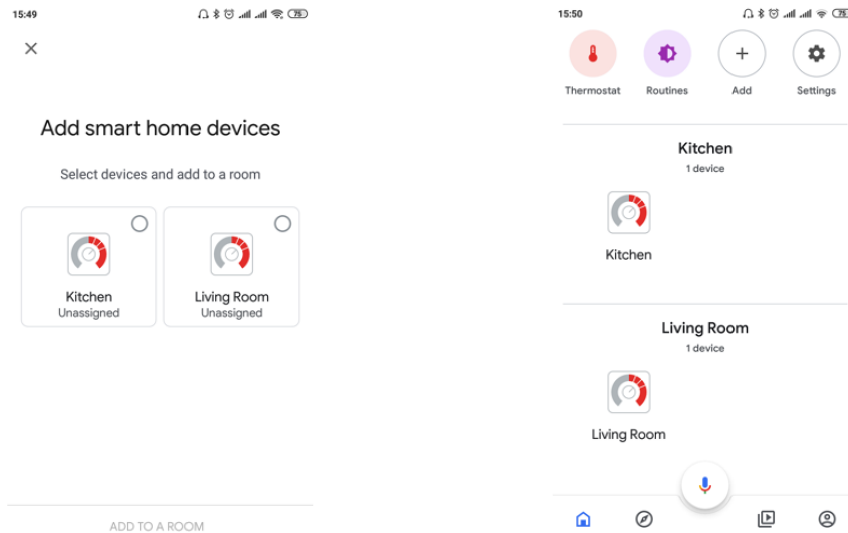 15:49
75
Add smart home devices
Select devices and add to a room
Kitchen
Unassigned
Living Room
Unassigned
ADD TO A ROOM
15:50
75
Thermostat
Routines
Add
Settings
Kitchen
1 device
Kitchen
Living Room
1 device
Living Room